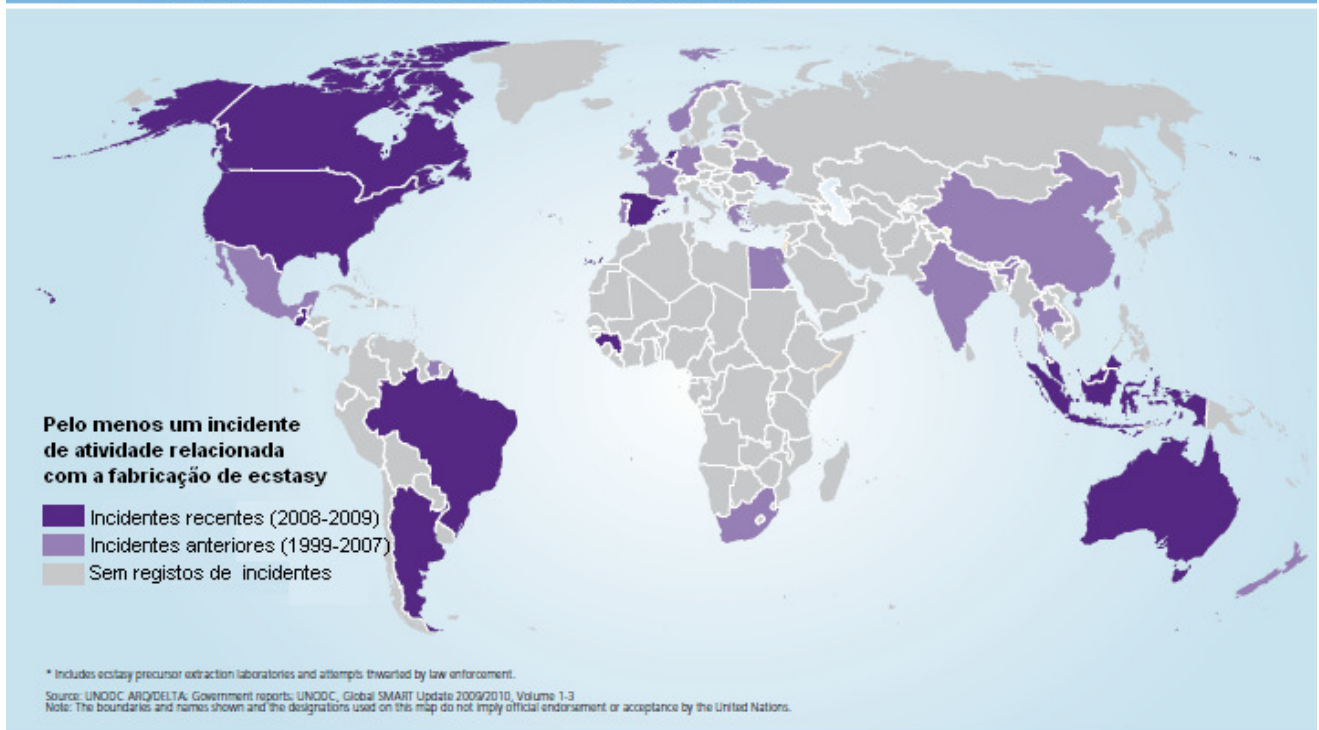 Pelo menos um incidente
de atividade relacionada
com a fabricação de ecstasy
Incidentes recentes (2008-2009)
Incidentes anteriores (1999-2007)
Sem registos de incidentes
* Includes ecstasy precursor extraction laboratories and attempts thwarted by law enforcement.
Source: UNODC ARQ/DELTA; Government reports; UNODC, Global SMART Update 2009/2010, Volume 1-3
Note: The boundaries and names shown and the designations used on this map do not imply official endorsement or acceptance by the United Nations.